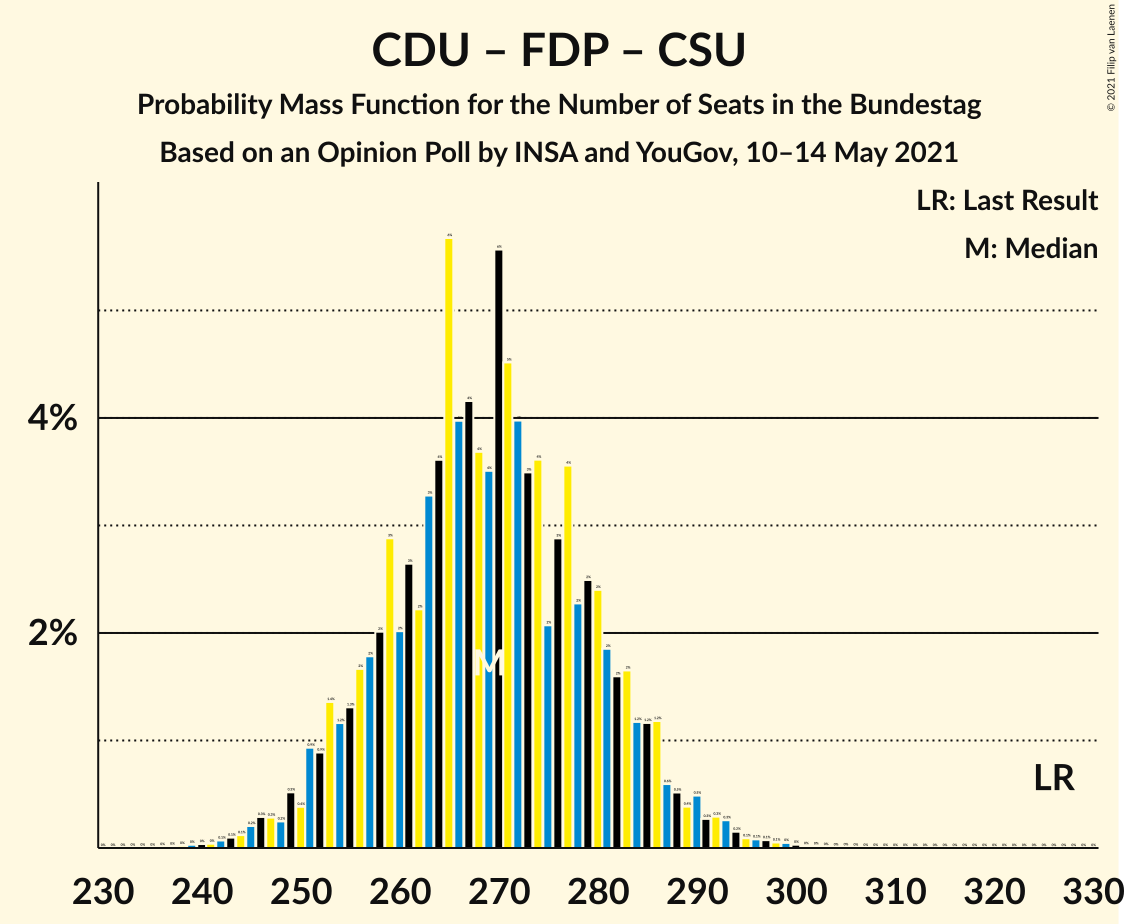 CDU – FDP – CSU
Probability Mass Function for the Number of Seats in the Bundestag
Based on an Opinion Poll by INSA and YouGov, 10–14 May 2021
© 2021 Filip van Laenen
LR: Last Result
M: Median
4%
2%
M
LR
230 240 250 260 270 280 290 300 310 320 330